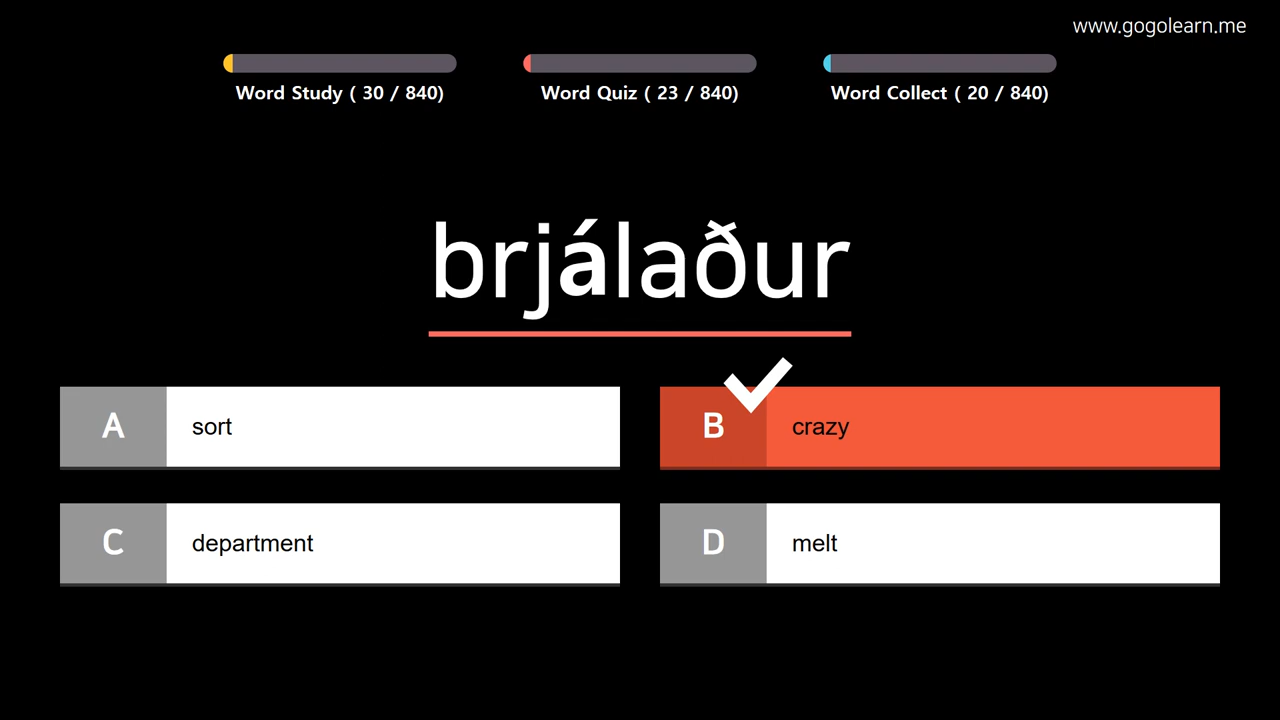 www.gogolearn.me
Word Study ( 30 / 840)
Word Quiz ( 23 / 840)
Word Collect ( 20 / 840)
brjálaður
A sort
B crazy
C department
D melt